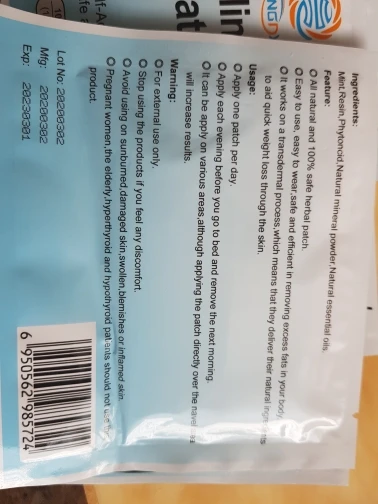 Ingredients:
Mint,Resin,Phytoncid,Natural mineral powder,Natural essential oils.
Feature:
O All natural and 100% safe herbal patch.
O Easy to use, easy to wear,safe and efficient in removing excess fats in your body.
O It works on a transdermal process,which means that they deliver their natural ingredients
to aid quick weight loss through the skin.
Usage:
O Apply one patch per day.
O Apply each evening before you go to bed and remove the next morning.
O It can be apply on various areas,although applying the patch directly over the navel area
will increase results.
Warning:
O For external use only.
O Stop using the products if you feel any discomfort.
O Avoid using on sunburned,damaged skin,swollen,blemishes or inflamed skin.
O Pregnant women,the elderly,hyperthyroid and hypothyroid patients should not use
product.
Lot No: 20200302
Mfg: 20200302
Exp: 20230301
6 950562 985724